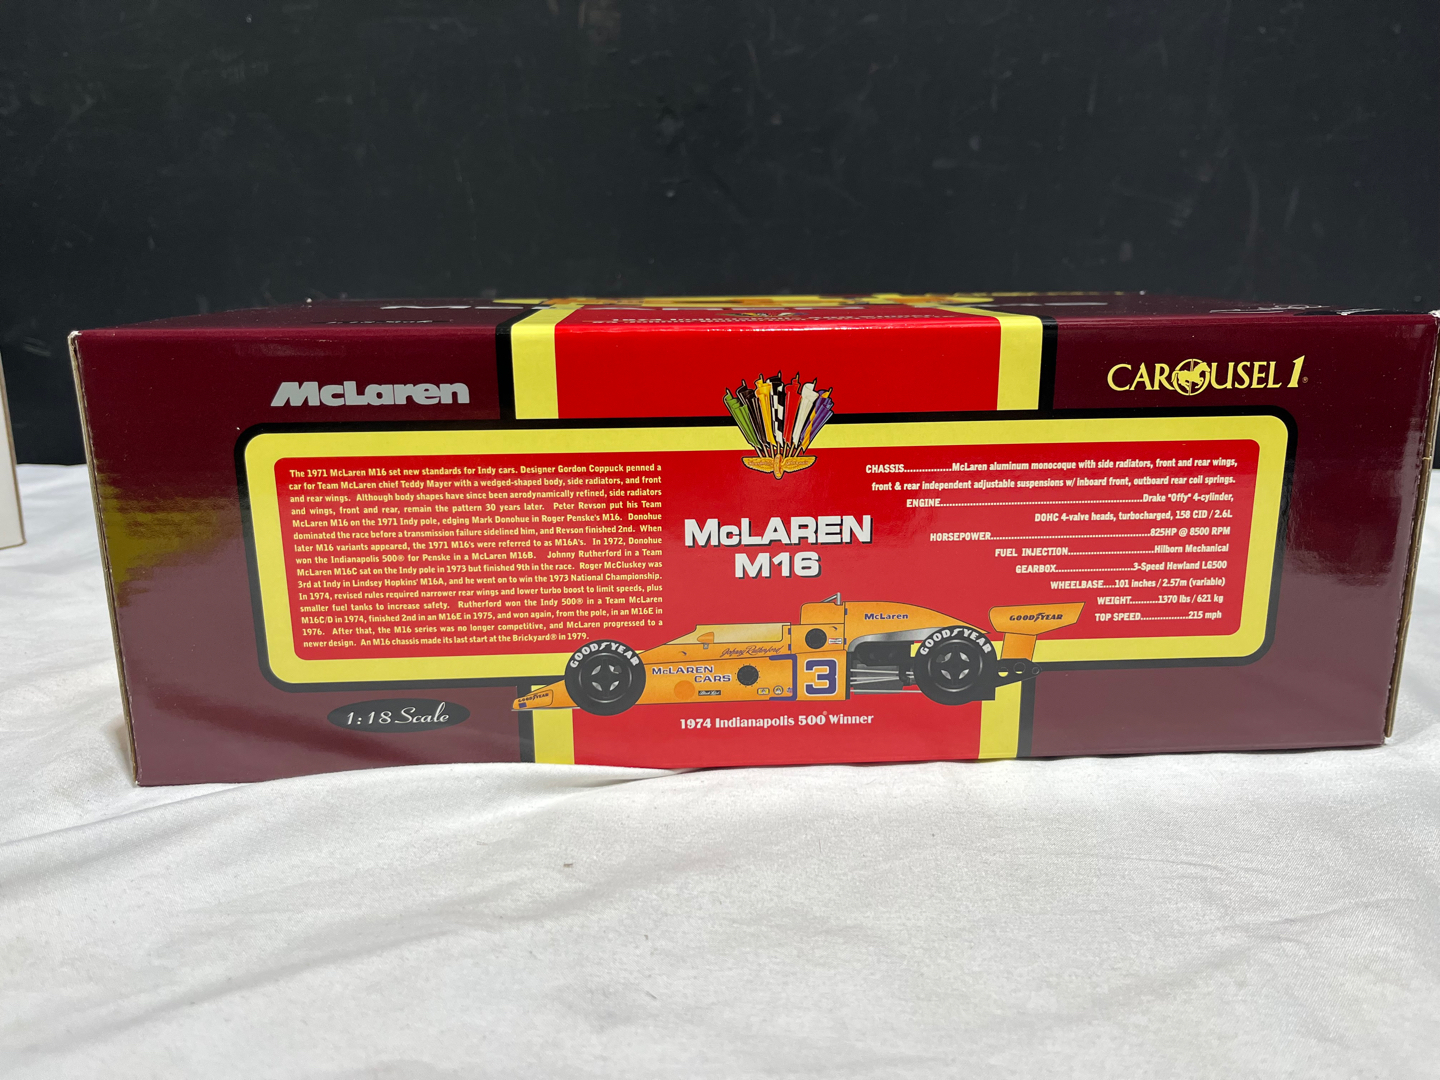 McLaren
CAROUSEL 1
The 1971 McLaren M16 set new standards for Indy cars. Designer Gordon Coppuck penned a
car for Team McLaren chief Teddy Mayer with a wedged-shaped body, side radiators, and front
and rear wings. Although body shapes have since been aerodynamically refined, side radiators
and wings, front and rear, remain the pattern 30 years later. Peter Revson put his Team
McLaren M16 on the 1971 Indy pole, edging Mark Donohue in Roger Penske's M16. Donohue
dominated the race before a transmission failure sidelined him, and Revson finished 2nd. When
later M16 variants appeared, the 1971 M16's were referred to as M16A's. In 1972, Donohue
won the Indianapolis 500® for Penske in a McLaren M16B. Johnny Rutherford in a Team
McLaren M16C sat on the Indy pole in 1973 but finished 9th in the race. Roger McCluskey was
3rd at Indy in Lindsey Hopkins' M16A, and he went on to win the 1973 National Championship.
In 1974, revised rules required narrower rear wings and lower turbo boost to limit speeds, plus
smaller fuel tanks to increase safety. Rutherford won the Indy 500® in a Team McLaren
M16C/D in 1974, finished 2nd in an M16E in 1975, and won again, from the pole, in an M16E in
1976. After that, the M16 series was no longer competitive, and McLaren progressed to a
newer design. An M16 chassis made its last start at the Brickyard® in 1979.
McLAREN
M16
CHASSIS................McLaren aluminum monocoque with side radiators, front and rear wings,
front & rear independent adjustable suspensions w/ inboard front, outboard rear coil springs.
ENGINE................................................................Drake "Offy" 4-cylinder,
DOHC 4-valve heads, turbocharged, 158 CID / 2.6L
HORSEPOWER....................................................825HP @ 8500 RPM
FUEL INJECTION............................Hilborn Mechanical
GEARBOX..........................3-Speed Hewland LG500
WHEELBASE....101 inches / 2.57m (variable)
WEIGHT..........1370 lbs / 621 kg
TOP SPEED................215 mph
McLaren
GOODYEAR
GOODYEAR
GOODYEAR
Johnny Rutherford
McLAREN
CARS
3
GOODYEAR
1:18 Scale
1974 Indianapolis 500® Winner